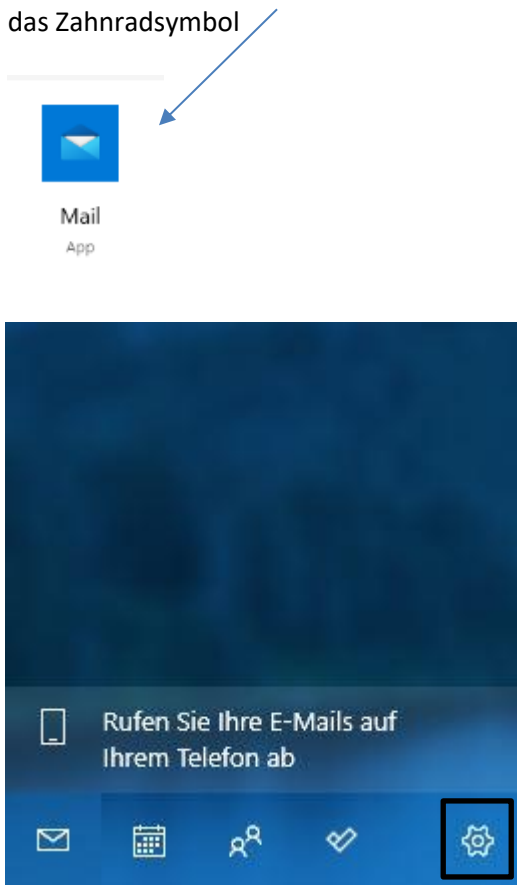 das Zahnradsymbol
Mail
App
Rufen Sie Ihre E-Mails auf
Ihrem Telefon ab